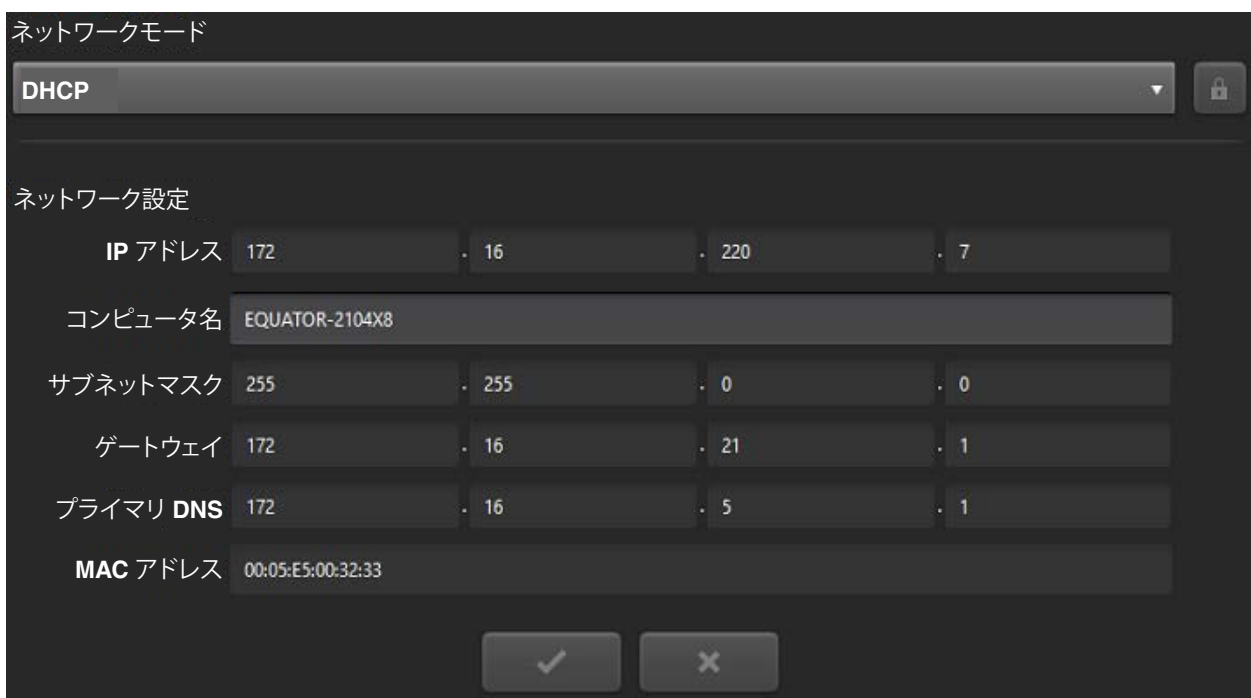 ネットワークモード
DHCP
ネットワーク設定
IP アドレス 172 . 16 . 220 . 7
コンピュータ名 EQUATOR-2104X8
サブネットマスク 255 . 255 . 0 . 0
ゲートウェイ 172 . 16 . 21 . 1
プライマリ DNS 172 . 16 . 5 . 1
MAC アドレス 00:05:E5:00:32:33